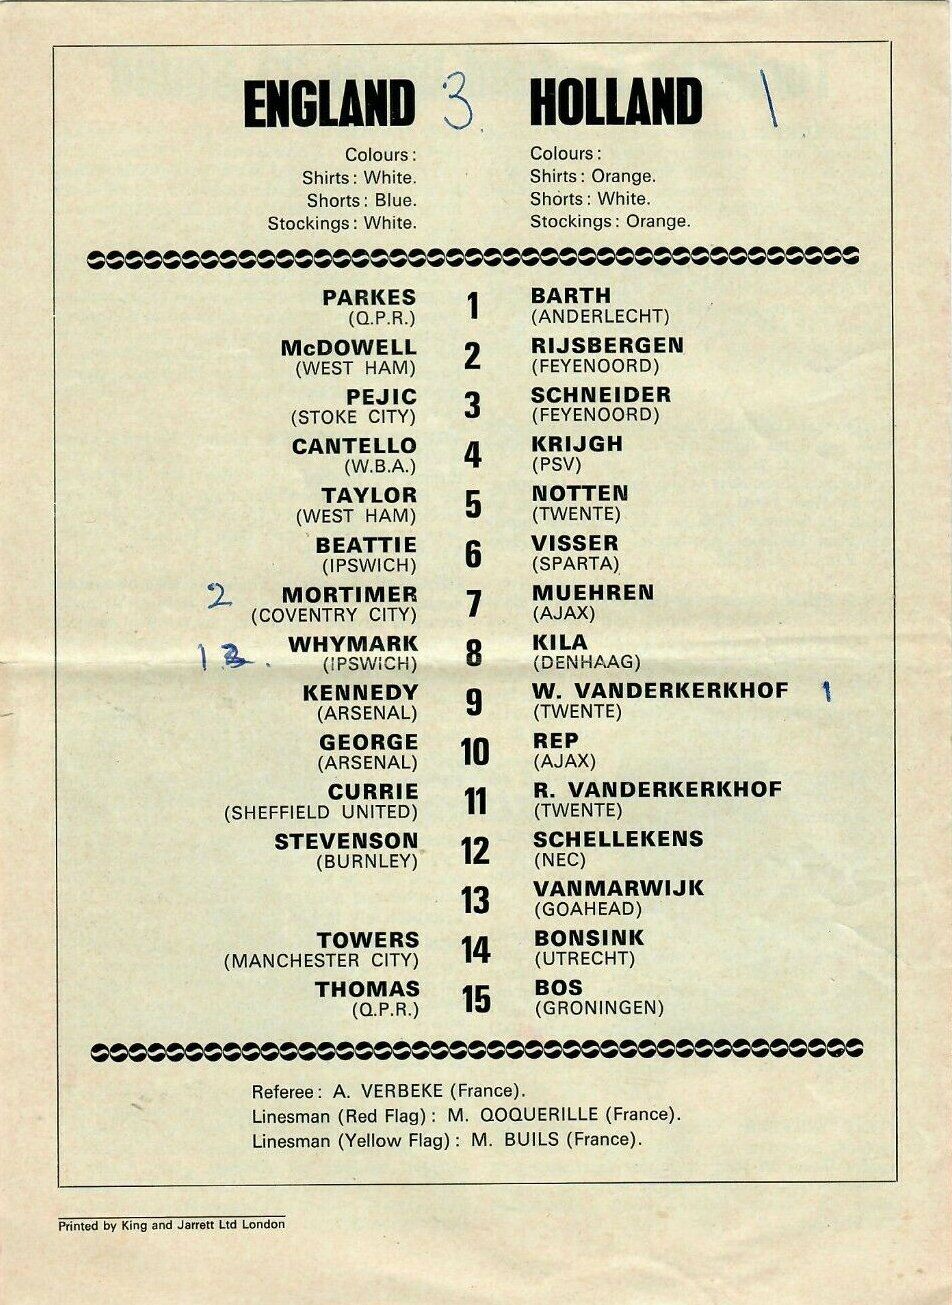 ENGLAND 3. HOLLAND 1
Colours: Colours:
Shirts: White. Shirts: Orange.
Shorts: Blue. Shorts: White.
Stockings: White. Stockings: Orange.
PARKES 1 BARTH
(Q.P.R.) (ANDERLECHT)
McDOWELL 2 RIJSBERGEN
(WEST HAM) (FEYENOORD)
PEJIC 3 SCHNEIDER
(STOKE CITY) (FEYENOORD)
CANTELLO 4 KRIJGH
(W.B.A.) (PSV)
TAYLOR 5 NOTTEN
(WEST HAM) (TWENTE)
BEATTIE 6 VISSER
(IPSWICH) (SPARTA)
2 MORTIMER 7 MUEHREN
(COVENTRY CITY) (AJAX)
1 WHYMARK 8 KILA
(IPSWICH) (DENHAAG)
KENNEDY 9 W. VANDERKERKHOF 1
(ARSENAL) (TWENTE)
GEORGE 10 REP
(ARSENAL) (AJAX)
CURRIE 11 R. VANDERKERKHOF
(SHEFFIELD UNITED) (TWENTE)
STEVENSON 12 SCHELLEKENS
(BURNLEY) (NEC)
13 VANMARWIJK
(GOAHEAD)
TOWERS 14 BONSINK
(MANCHESTER CITY) (UTRECHT)
THOMAS 15 BOS
(Q.P.R.) (GRONINGEN)
Referee: A. VERBEKE (France).
Linesman (Red Flag): M. QOQUERILLE (France).
Linesman (Yellow Flag): M. BUILS (France).
Printed by King and Jarrett Ltd London